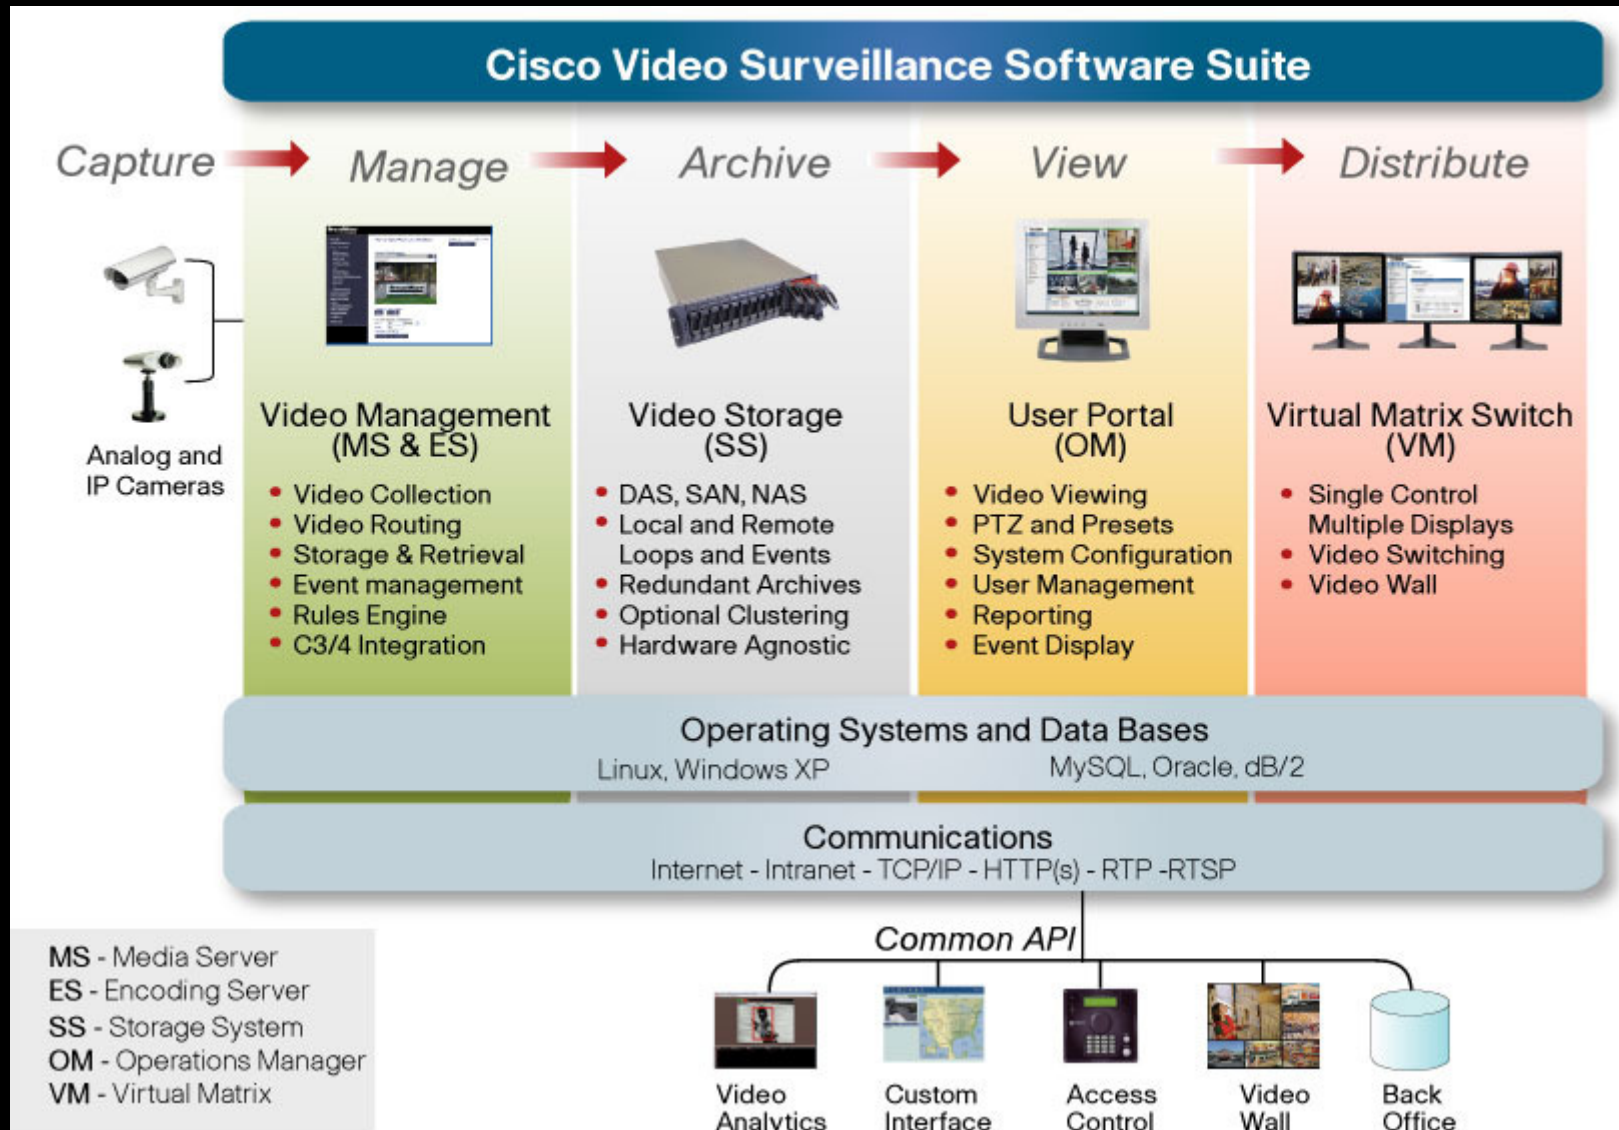 Cisco Video Surveillance Software Suite
Capture
Manage
Archive
View
Distribute
Analog and
IP Cameras
Video Management
(MS & ES)
• Video Collection
• Video Routing
• Storage & Retrieval
• Event management
• Rules Engine
• C3/4 Integration
Video Storage
(SS)
• DAS, SAN, NAS
• Local and Remote
Loops and Events
• Redundant Archives
• Optional Clustering
• Hardware Agnostic
User Portal
(OM)
• Video Viewing
• PTZ and Presets
• System Configuration
• User Management
• Reporting
• Event Display
Virtual Matrix Switch
(VM)
• Single Control
Multiple Displays
• Video Switching
• Video Wall
Operating Systems and Data Bases
Linux, Windows XP
MySQL, Oracle, dB/2
Communications
Internet - Intranet - TCP/IP - HTTP(s) - RTP -RTSP
Common API
Video
Analytics
Custom
Interface
Access
Control
Video
Wall
Back
Office
MS - Media Server
ES - Encoding Server
SS - Storage System
OM - Operations Manager
VM - Virtual Matrix